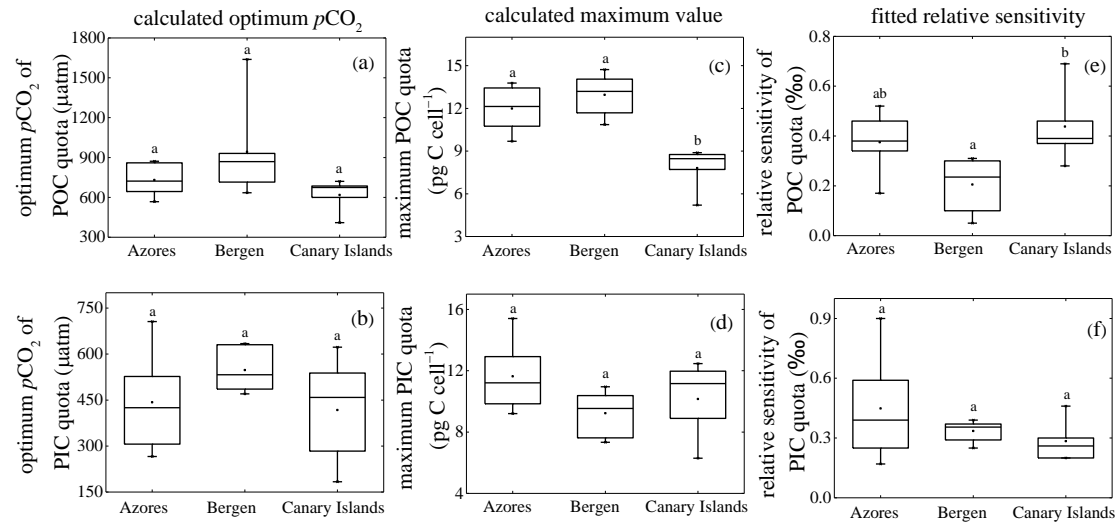 calculated optimum pCO₂
calculated maximum value
fitted relative sensitivity
optimum pCO₂ of
POC quota (µatm)
1800
1500
1200
900
600
300
a
a
a
(a)
Azores
Bergen
Canary Islands
maximum POC quota
(pg C cell⁻¹)
18
15
12
9
6
3
a
a
b
(c)
Azores
Bergen
Canary Islands
relative sensitivity of
POC quota (‰)
0.8
0.6
0.4
0.2
0.0
ab
a
b
(e)
Azores
Bergen
Canary Islands
optimum pCO₂ of
PIC quota (µatm)
750
600
450
300
150
a
a
a
(b)
Azores
Bergen
Canary Islands
maximum PIC quota
(pg C cell⁻¹)
16
12
8
4
a
a
a
(d)
Azores
Bergen
Canary Islands
relative sensitivity of
PIC quota (‰)
0.9
0.6
0.3
0.0
a
a
a
(f)
Azores
Bergen
Canary Islands